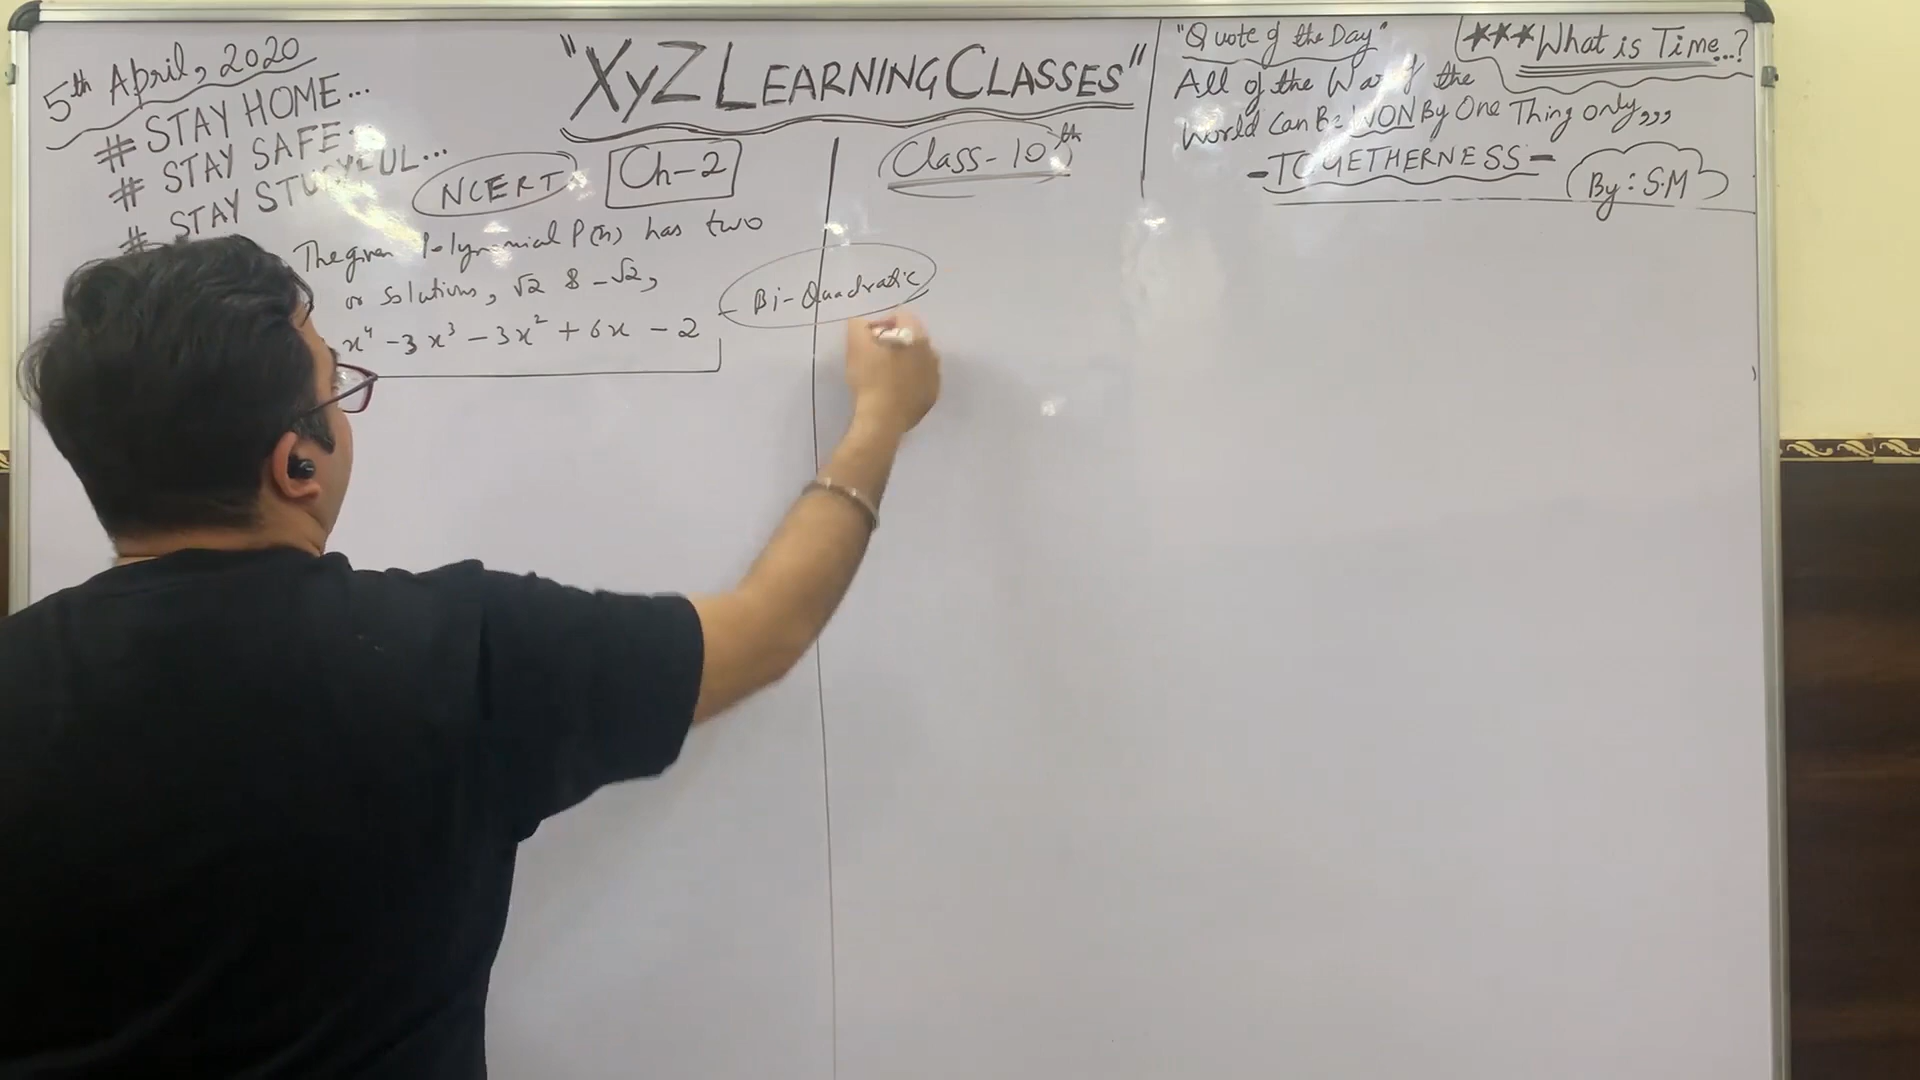 5th April, 2020
# STAY HOME...
# STAY SAFE..
# STAY STUDYFUL...
"XyZ LEARNING CLASSES"
NCERT
Ch-2
Class-10th
The given Polynomial P(x) has two
or solutions, √2 & -√2,
x⁴ - 3x³ - 3x² + 6x - 2
Bi-Quadratic
"Quote of the Day"
All of the War of the
World Can Be WON By One Thing only,,,
- TOGETHERNESS -
By: S.M
***What is Time...?